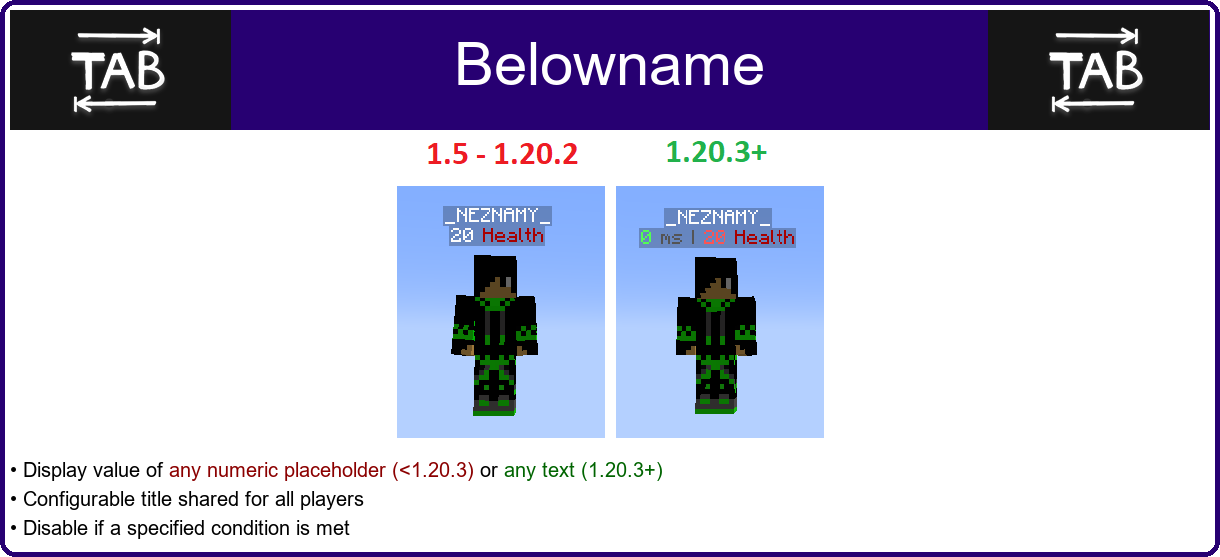 TAB Belowname TAB
1.5 - 1.20.2 1.20.3+
_NEZNAMY_ _NEZNAMY_
20 Health 0 ms | 20 Health
• Display value of any numeric placeholder (<1.20.3) or any text (1.20.3+)
• Configurable title shared for all players
• Disable if a specified condition is met